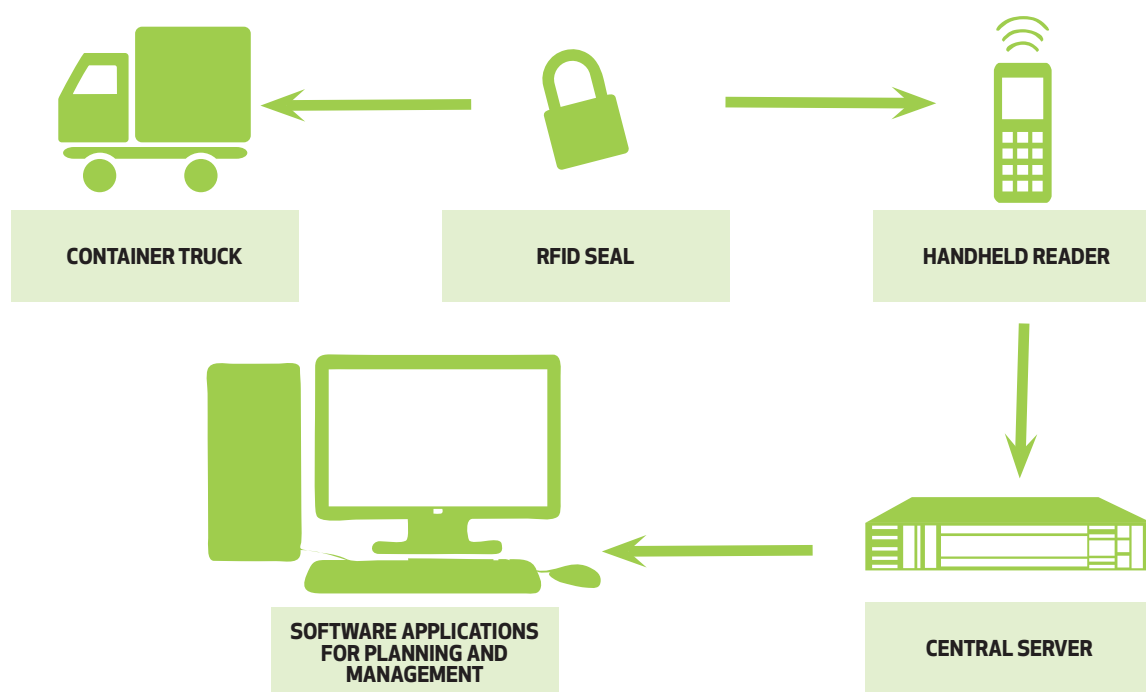 CONTAINER TRUCK
RFID SEAL
HANDHELD READER
SOFTWARE APPLICATIONS
FOR PLANNING AND
MANAGEMENT
CENTRAL SERVER